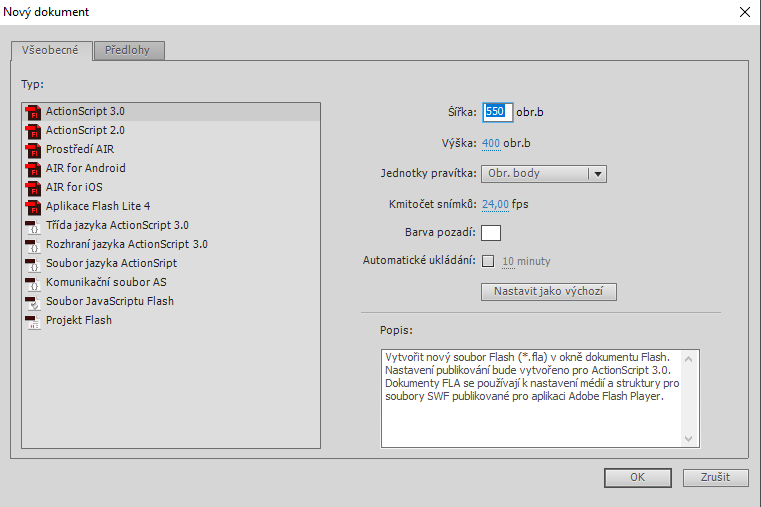 Nový dokument
Všeobecné
Předlohy
Typ:
ActionScript 3.0
ActionScript 2.0
Prostředí AIR
AIR for Android
AIR for iOS
Aplikace Flash Lite 4
Třída jazyka ActionScript 3.0
Rozhraní jazyka ActionScript 3.0
Soubor jazyka ActionSript
Komunikační soubor AS
Soubor JavaScriptu Flash
Projekt Flash
Šířka: 550 obr.b
Výška: 400 obr.b
Jednotky pravítka: Obr. body
Kmitočet snímků: 24,00 fps
Barva pozadí:
Automatické ukládání: 10 minuty
Nastavit jako výchozí
Popis:
Vytvořit nový soubor Flash (*.fla) v okně dokumentu Flash.
Nastavení publikování bude vytvořeno pro ActionScript 3.0.
Dokumenty FLA se používají k nastavení médií a struktury pro
soubory SWF publikované pro aplikaci Adobe Flash Player.
OK
Zrušit